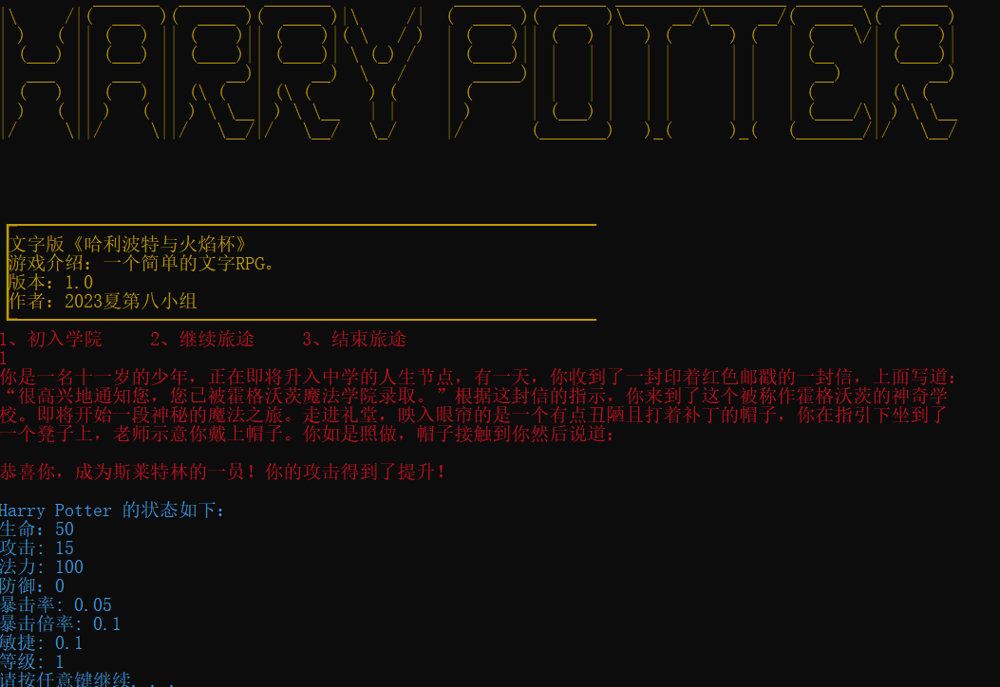 HARRY POTTER
文字版《哈利波特与火焰杯》
游戏介绍: 一个简单的文字RPG。
版本: 1.0
作者: 2023夏第八小组
1、初入学院 2、继续旅途 3、结束旅途
1
你是一名十一岁的少年，正在即将升入中学的人生节点，有一天，你收到了一封印着红色邮戳的一封信，上面写道:
“很高兴地通知您，您已被霍格沃茨魔法学院录取。”根据这封信的指示，你来到了这个被称作霍格沃茨的神奇学
校。即将开始一段神秘的魔法之旅。走进礼堂，映入眼帘的是一个有点丑陋且打着补丁的帽子，你在指引下坐到了
一个凳子上，老师示意你戴上帽子。你如是照做，帽子接触到你然后说道:
恭喜你，成为斯莱特林的一员！你的攻击得到了提升！
Harry Potter 的状态如下:
生命: 50
攻击: 15
法力: 100
防御: 0
暴击率: 0.05
暴击倍率: 0.1
敏捷: 0.1
等级: 1
请按任意键继续. . .